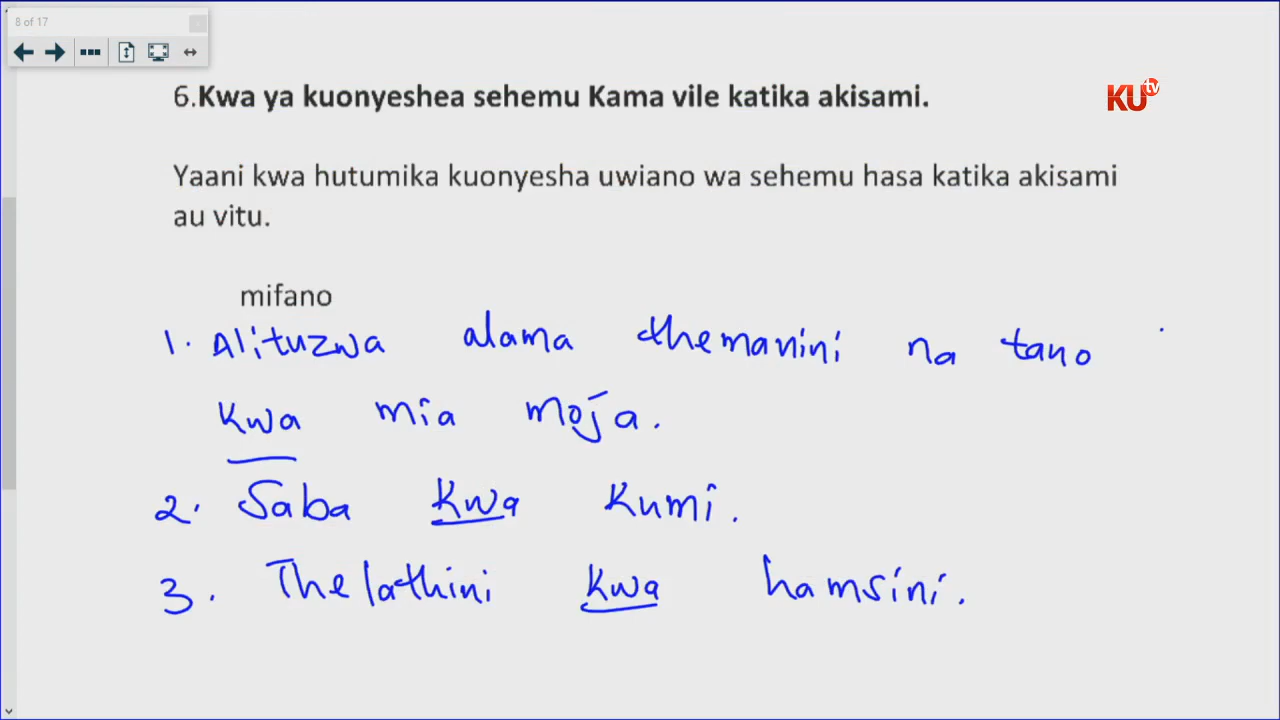 8 of 17
KUtv
6.Kwa ya kuonyeshea sehemu Kama vile katika akisami.
Yaani kwa hutumika kuonyesha uwiano wa sehemu hasa katika akisami
au vitu.
mifano
1. Alituzwa alama themanini na tano
kwa mia moja.
2. Saba kwa kumi.
3. Thelathini kwa hamsini.